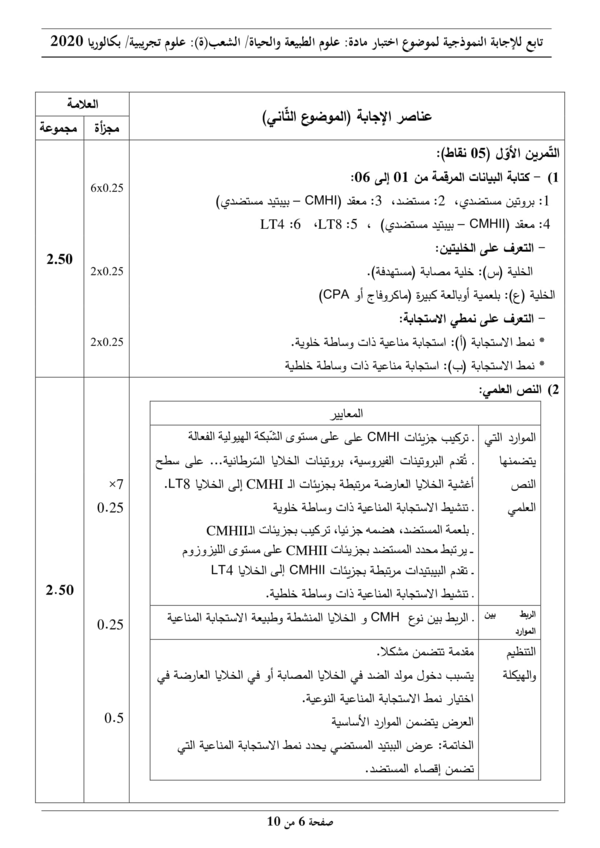 تابع للإجابة النموذجية لموضوع اختبار مادة: علوم الطبيعة والحياة/ الشعب(ة): علوم تجريبية/ بكالوريا 2020
عناصر الإجابة (الموضوع الثّاني)
العلامة
مجزأة
مجموعة
التّمرين الأوّل (05 نقاط):
1) – كتابة البيانات المرقمة من 01 إلى 06:
1: بروتين مستضدي، 2: مستضد، 3: معقد (CMHI – بيبتيد مستضدي)
4: معقد (CMHII – بيبتيد مستضدي) ، 5: LT8، 6: LT4
6x0.25
– التعرف على الخليتين:
الخلية (س): خلية مصابة (مستهدفة).
2x0.25
2.50
الخلية (ع): بلعمية أوبالعة كبيرة (ماكروفاج أو CPA)
– التعرف على نمطي الاستجابة:
* نمط الاستجابة (أ): استجابة مناعية ذات وساطة خلوية.
2x0.25
* نمط الاستجابة (ب): استجابة مناعية ذات وساطة خلطية
2) النص العلمي:
المعايير
الموارد التي
يتضمنها
النص
العلمي
. تركيب جزيئات CMHI على على مستوى الشّبكة الهيولية الفعالة
. تُقدم البروتينات الفيروسية، بروتينات الخلايا السّرطانية... على سطح
أغشية الخلايا العارضة مرتبطة بجزيئات الـ CMHI إلى الخلايا LT8.
. تنشيط الاستجابة المناعية ذات وساطة خلوية
. بلعمة المستضد، هضمه جزئيا، تركيب بجزيئات الـCMHII
ـ يرتبط محدد المستضد بجزيئات CMHII على مستوى الليزوزوم
ـ تقدم البيبتيدات مرتبطة بجزيئات CMHII إلى الخلايا LT4
. تنشيط الاستجابة المناعية ذات وساطة خلطية.
×7
0.25
2.50
الربط بين
الموارد
. الربط بين نوع CMH و الخلايا المنشطة وطبيعة الاستجابة المناعية
0.25
التنظيم
والهيكلة
مقدمة تتضمن مشكلا.
يتسبب دخول مولد الضد في الخلايا المصابة أو في الخلايا العارضة في
اختيار نمط الاستجابة المناعية النوعية.
العرض يتضمن الموارد الأساسية
الخاتمة: عرض الببتيد المستضي يحدد نمط الاستجابة المناعية التي
تضمن إقصاء المستضد.
0.5
صفحة 6 من 10